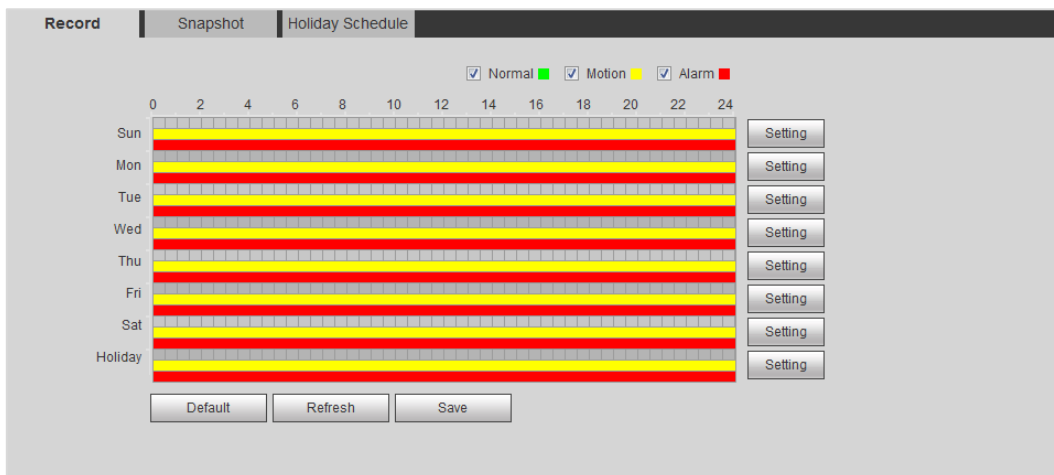 Record Snapshot Holiday Schedule
Normal Motion Alarm
0 2 4 6 8 10 12 14 16 18 20 22 24
Sun Setting
Mon Setting
Tue Setting
Wed Setting
Thu Setting
Fri Setting
Sat Setting
Holiday Setting
Default Refresh Save